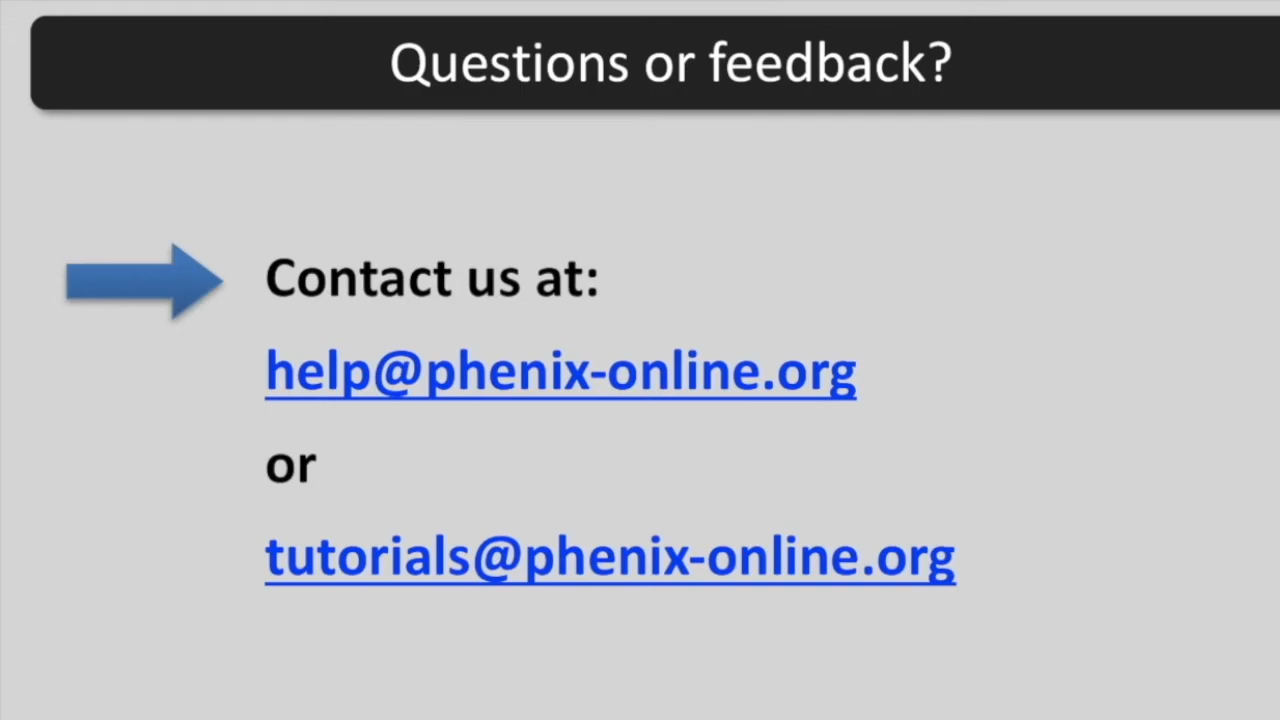 Questions or feedback?
Contact us at:
help@phenix-online.org
or
tutorials@phenix-online.org